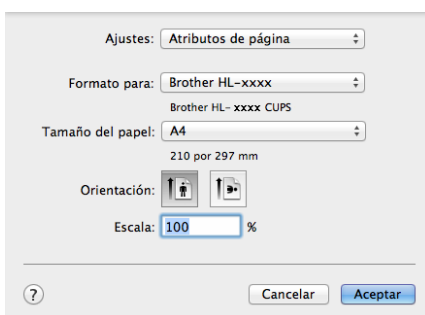 Ajustes: Atributos de página
Formato para: Brother HL-xxxx
Brother HL- xxxx CUPS
Tamaño del papel: A4
210 por 297 mm
Orientación:
Escala: 100 %
? Cancelar Aceptar